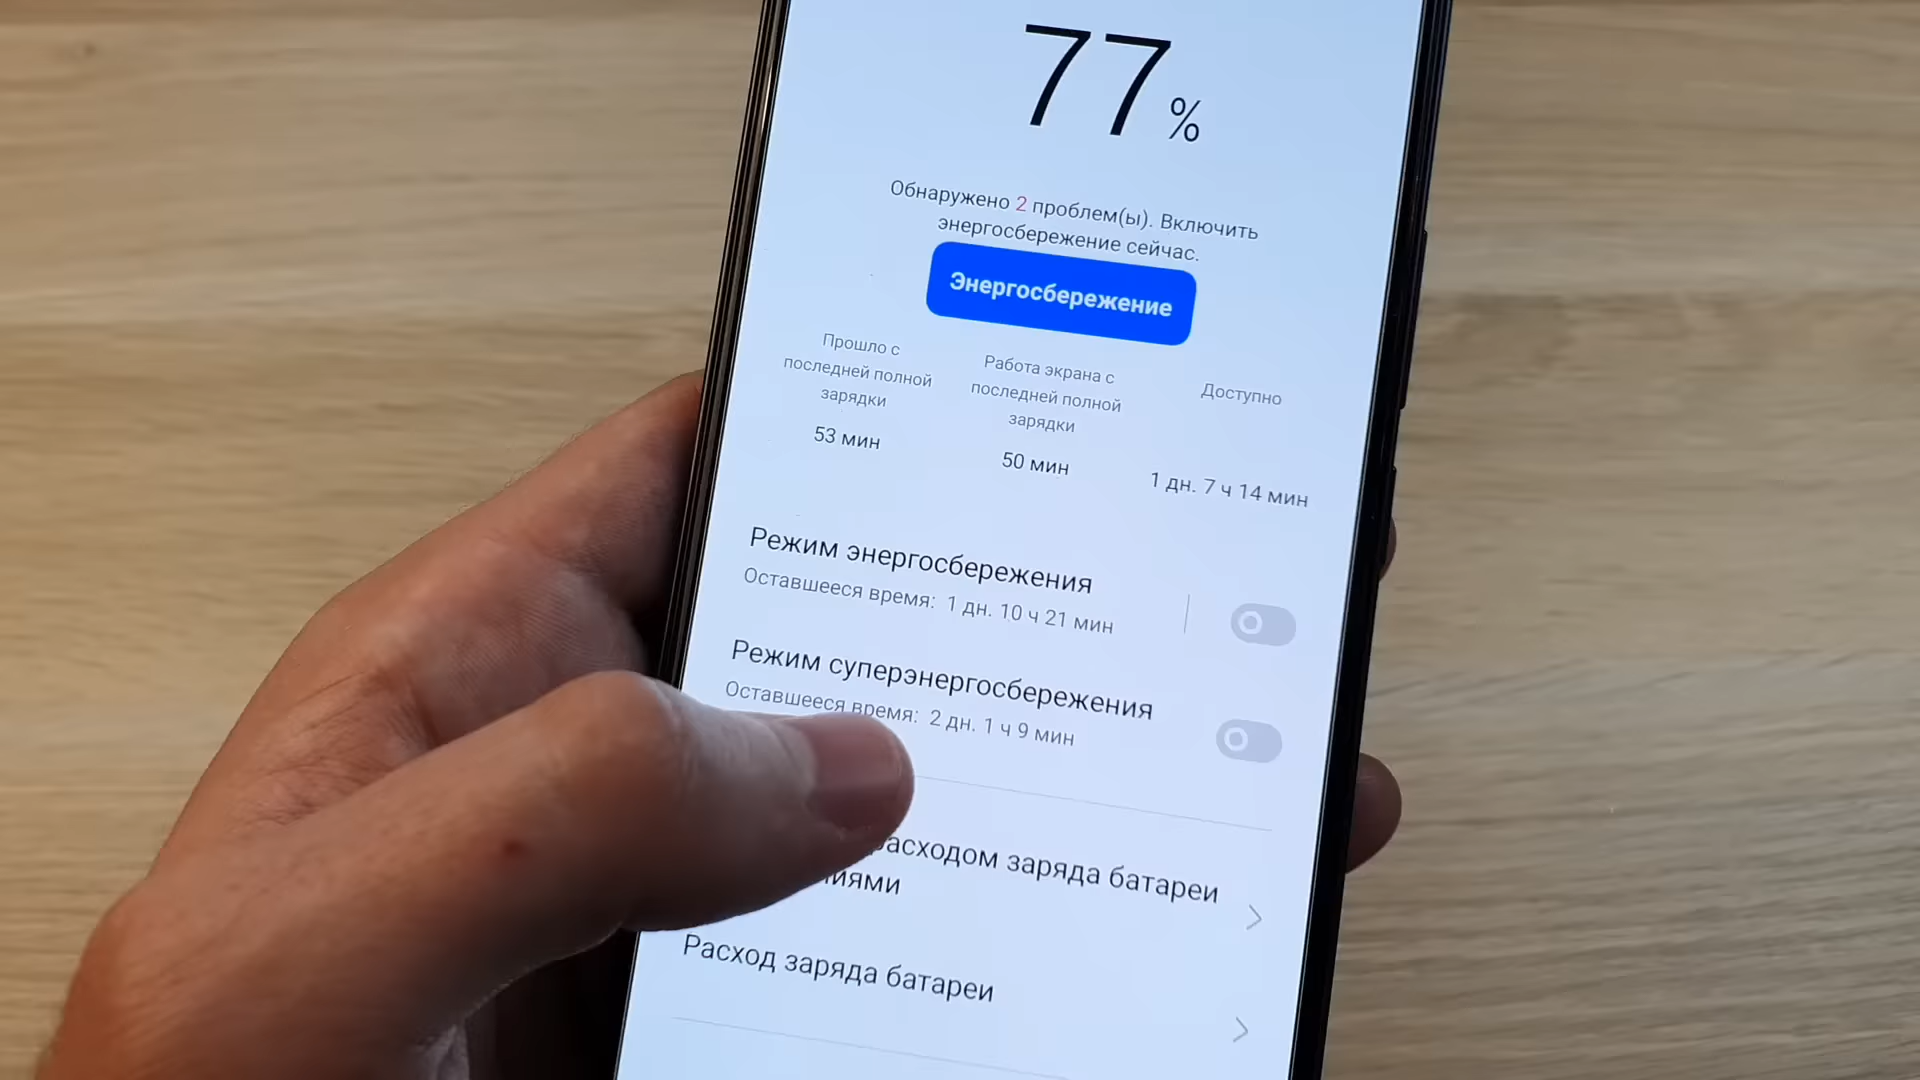 77%
Обнаружено 2 проблем(ы). Включить
энергосбережение сейчас.
Энергосбережение
Прошло с
последней полной
зарядки
53 мин
Работа экрана с
последней полной
зарядки
50 мин
Доступно
1 дн. 7 ч 14 мин
Режим энергосбережения
Оставшееся время: 1 дн. 10 ч 21 мин
Режим суперэнергосбережения
Оставшееся время: 2 дн. 1 ч 9 мин
заряда батареи
Расход заряда батареи